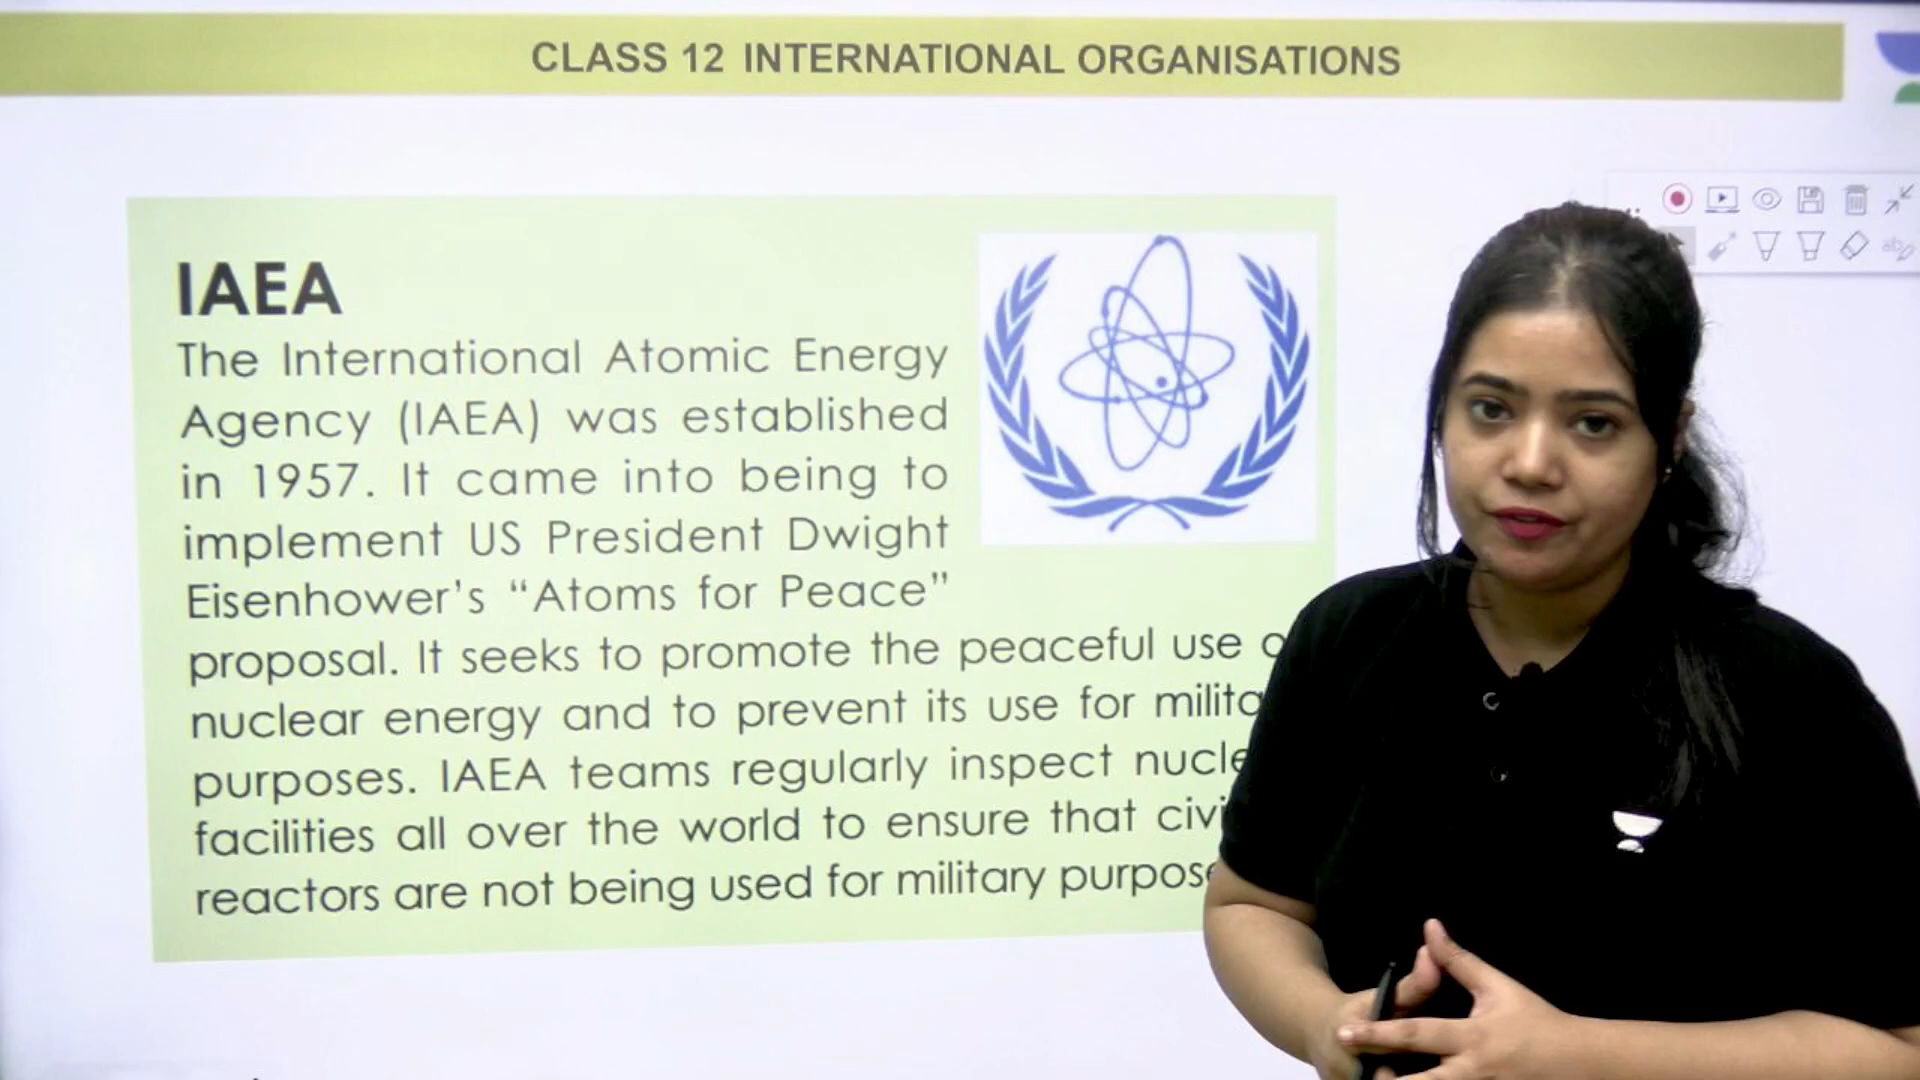 CLASS 12 INTERNATIONAL ORGANISATIONS
IAEA
The International Atomic Energy
Agency (IAEA) was established
in 1957. It came into being to
implement US President Dwight
Eisenhower's “Atoms for Peace”
proposal. It seeks to promote the peaceful use
nuclear energy and to prevent its use for
purposes. IAEA teams regularly inspect
facilities all over the world to ensure that
reactors are not being used for military